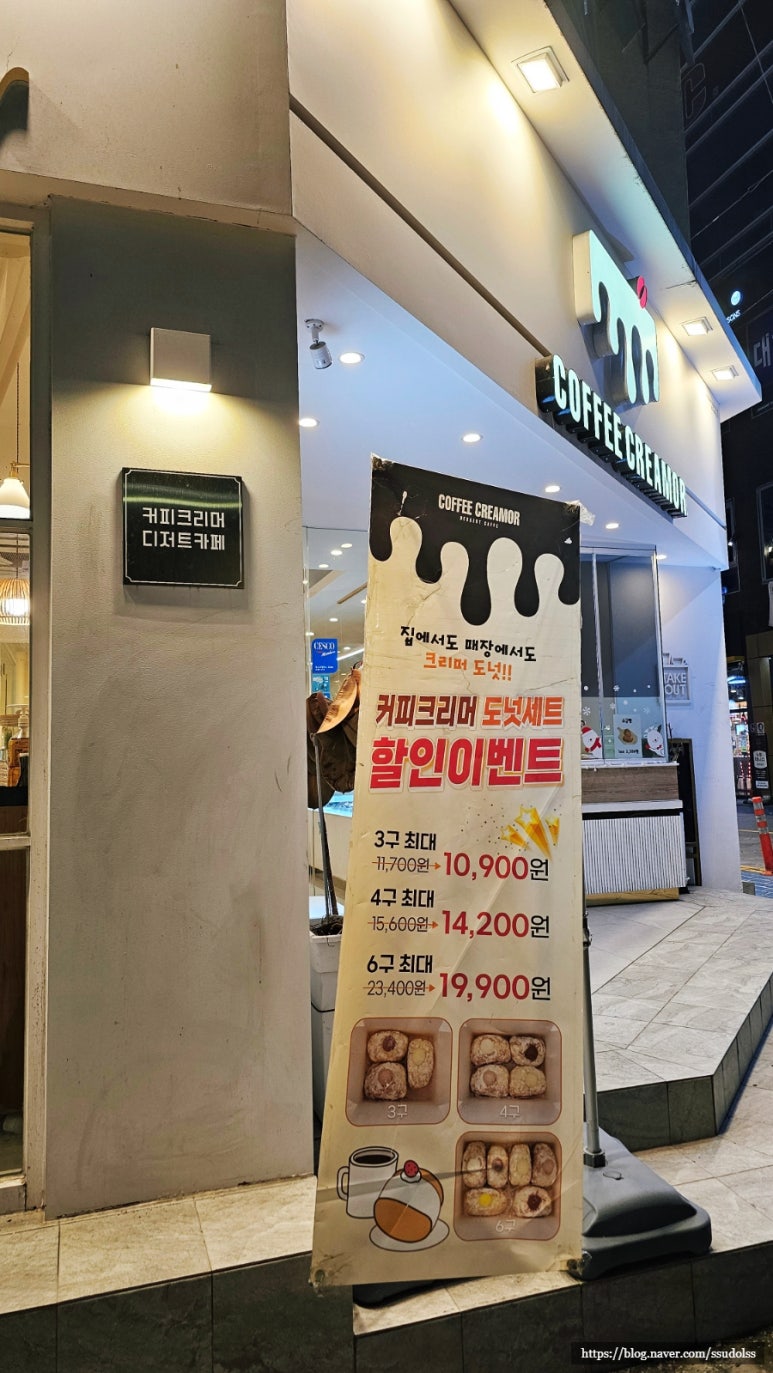 커피크리머
디저트카페
COFFEE CREAMOR
COFFEE CREAMOR
DESSERT CAFFE
집에서도 매장에서도
크리머 도넛!!
커피크리머 도넛세트
할인이벤트
3구 최대
11,700원 10,900원
4구 최대
15,600원 14,200원
6구 최대
23,400원 19,900원
3구
4구
6구
CESCO
TAKE
OUT
SONS
대
https://blog.naver.com/ssudolss